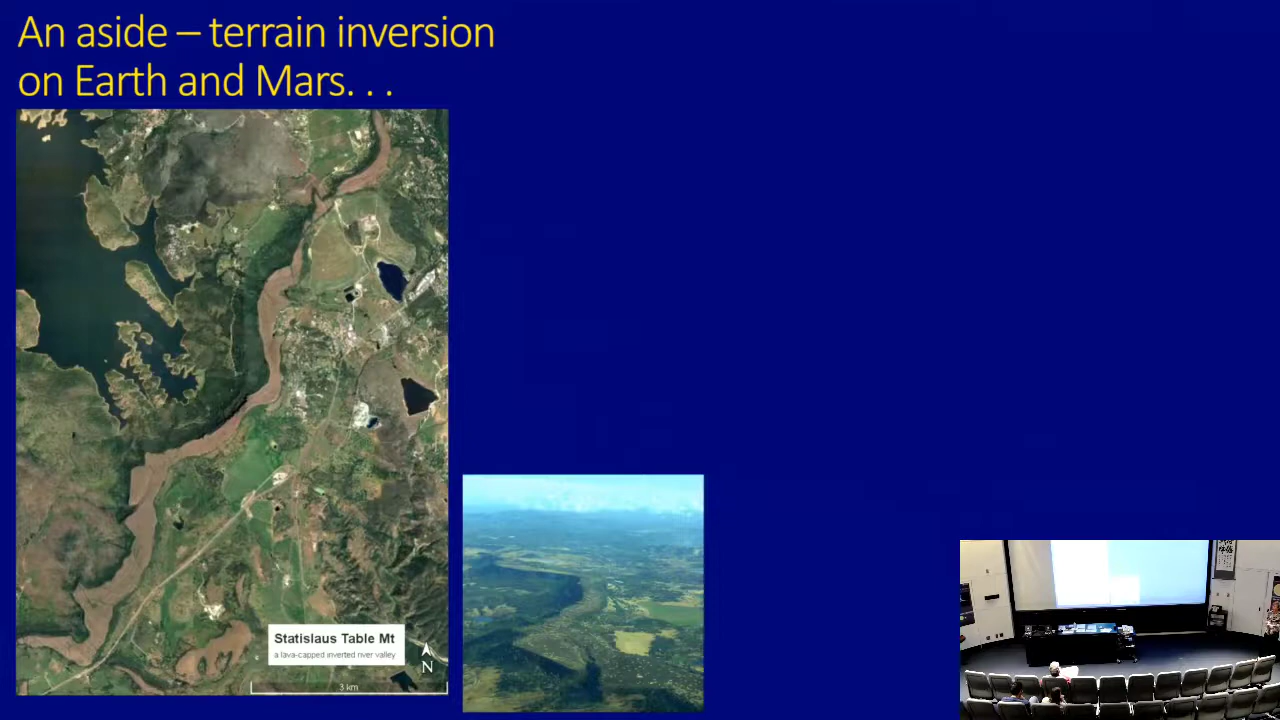 An aside – terrain inversion
on Earth and Mars. . .
Statislaus Table Mt
a lava-capped inverted river valley
N
3 km